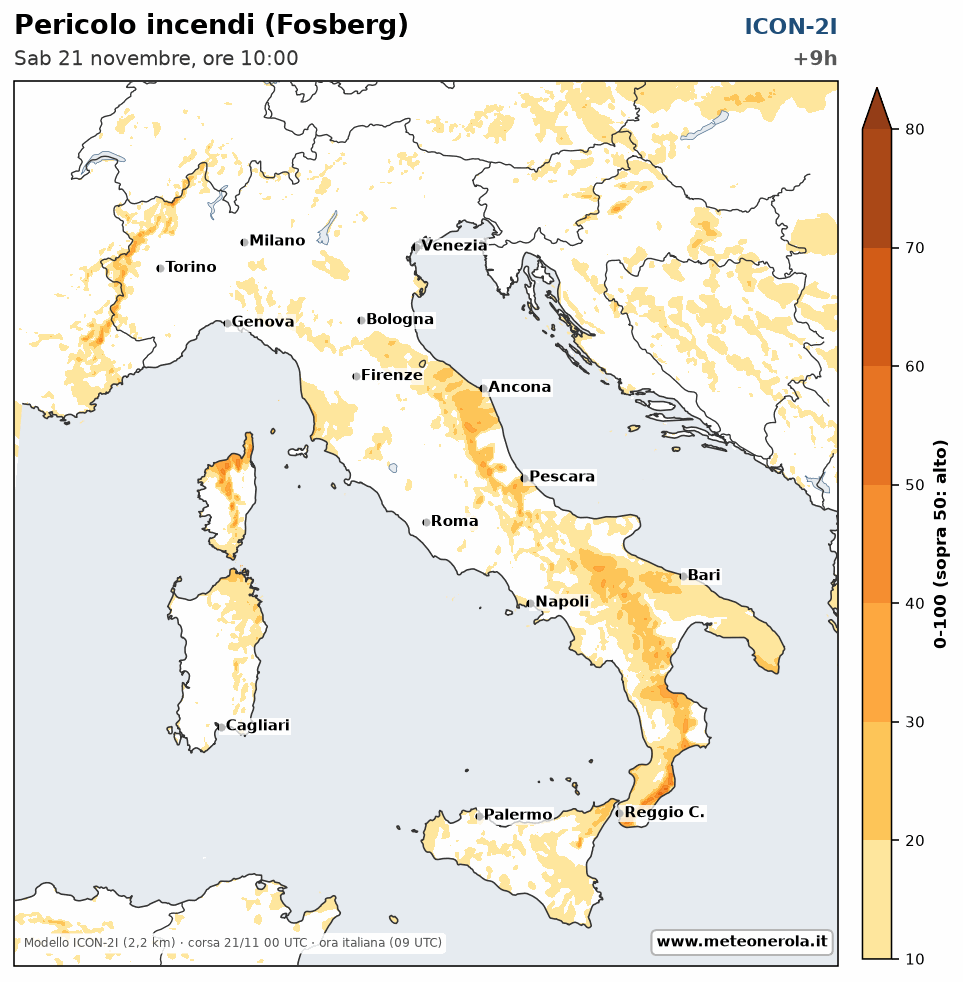 Pericolo incendi (Fosberg)
ICON-2I
Sab 21 novembre, ore 10:00
+9h
Milano
Venezia
Torino
Genova
Bologna
Firenze
Ancona
Pescara
Roma
Bari
Napoli
Cagliari
Palermo
Reggio C.
80
70
60
50
40
30
20
10
0-100 (sopra 50: alto)
Modello ICON-2I (2,2 km) · corsa 21/11 00 UTC · ora italiana (09 UTC)
www.meteonerola.it